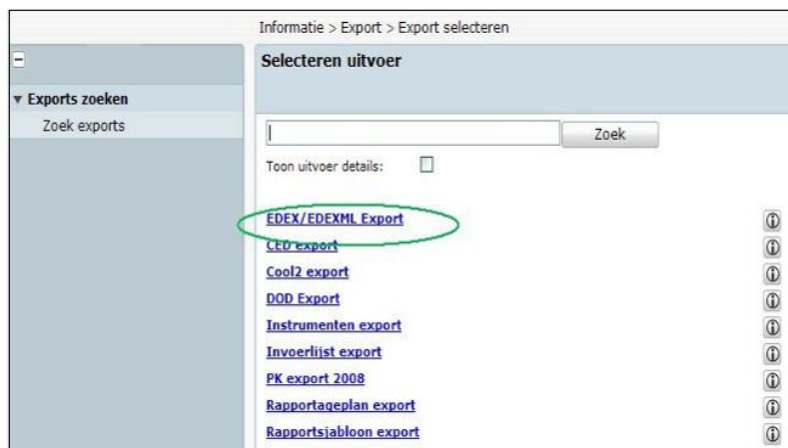 Informatie > Export > Export selecteren
Selecteren uitvoer
▼ Exports zoeken
Zoek exports
Zoek
Toon uitvoer details:
EDEX/EDEXML Export
CED export
Cool2 export
DOD Export
Instrumenten export
Invoerlijst export
PK export 2008
Rapportageplan export
Rapportsjabloon export